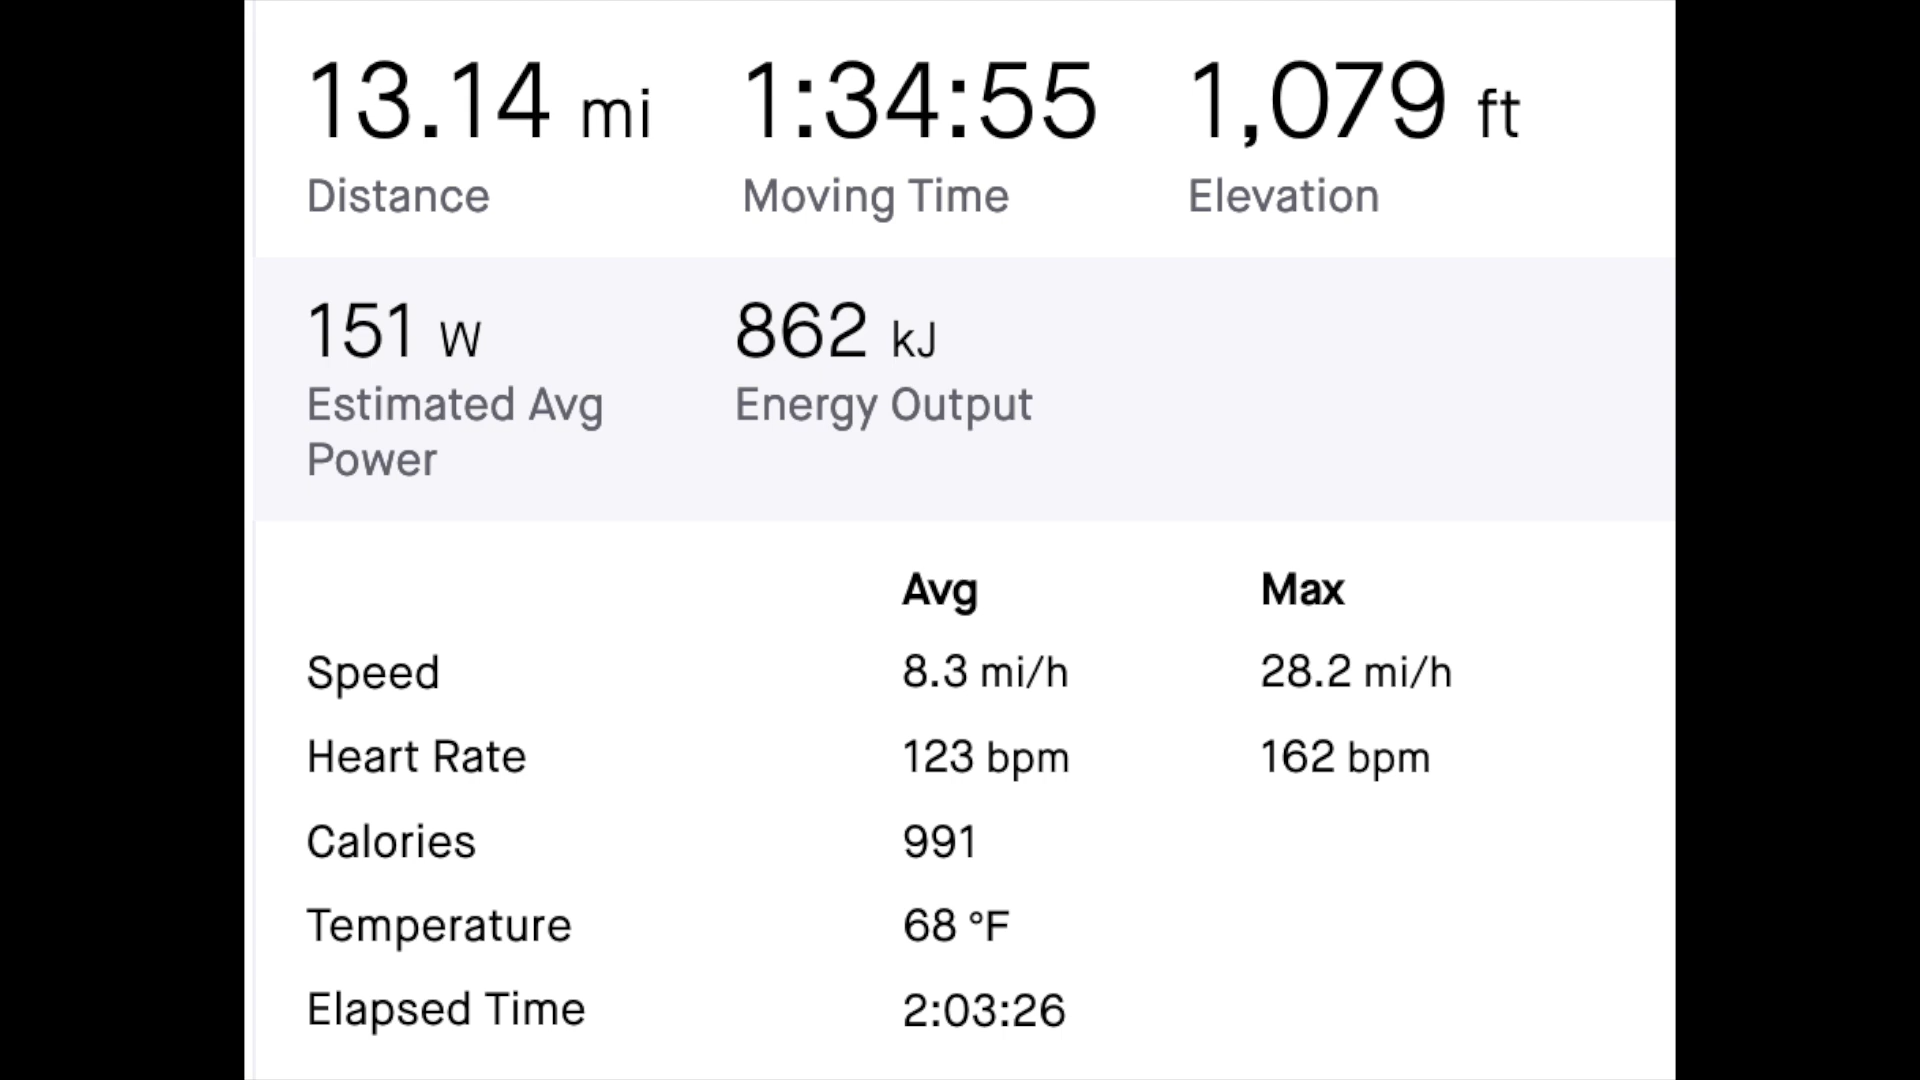 13.14 mi 1:34:55 1,079 ft
Distance Moving Time Elevation
151 W 862 kJ
Estimated Avg Energy Output
Power
Avg Max
Speed 8.3 mi/h 28.2 mi/h
Heart Rate 123 bpm 162 bpm
Calories 991
Temperature 68 °F
Elapsed Time 2:03:26